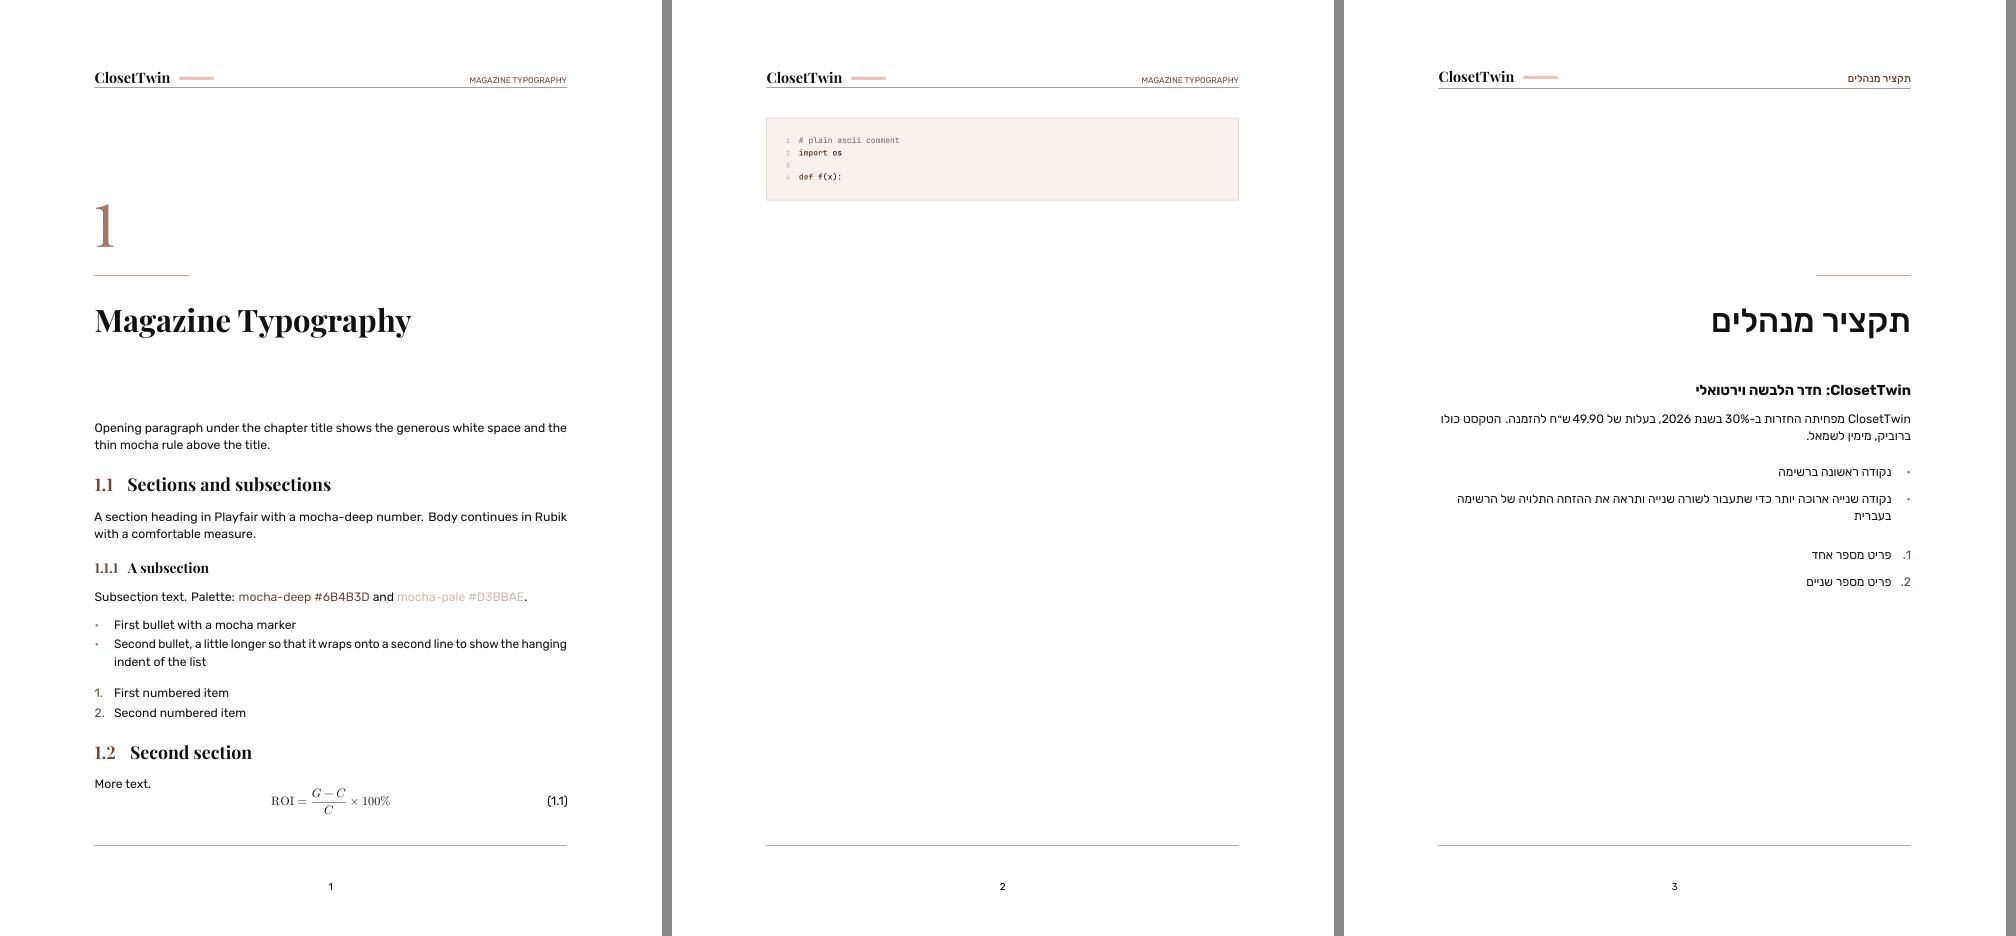 ClosetTwin
MAGAZINE TYPOGRAPHY
1
Magazine Typography
Opening paragraph under the chapter title shows the generous white space and the
thin mocha rule above the title.
1.1 Sections and subsections
A section heading in Playfair with a mocha-deep number. Body continues in Rubik
with a comfortable measure.
1.1.1 A subsection
Subsection text. Palette: mocha-deep #6B4B3D and mocha-pale #D3BBAE.
• First bullet with a mocha marker
• Second bullet, a little longer so that it wraps onto a second line to show the hanging
indent of the list
1. First numbered item
2. Second numbered item
1.2 Second section
More text.
ROI = \frac{G − C}{C} × 100% (1.1)
1
ClosetTwin
MAGAZINE TYPOGRAPHY
1 # plain ascii comment
2 import os
3
4 def f(x):
2
ClosetTwin
תקציר מנהלים
תקציר מנהלים
ClosetTwin: חדר הלבשה וירטואלי
ClosetTwin מפחיתה החזרות ב-30% בשנת 2026, בעלות של 49.90 ש״ח להזמנה. הטקסט כולו
ברוביק, מימין לשמאל.
• נקודה ראשונה ברשימה
• נקודה שנייה ארוכה יותר כדי שתעבור לשורה שנייה ותראה את ההזחה התלויה של הרשימה
בעברית
1. פריט מספר אחד
2. פריט מספר שניים
3